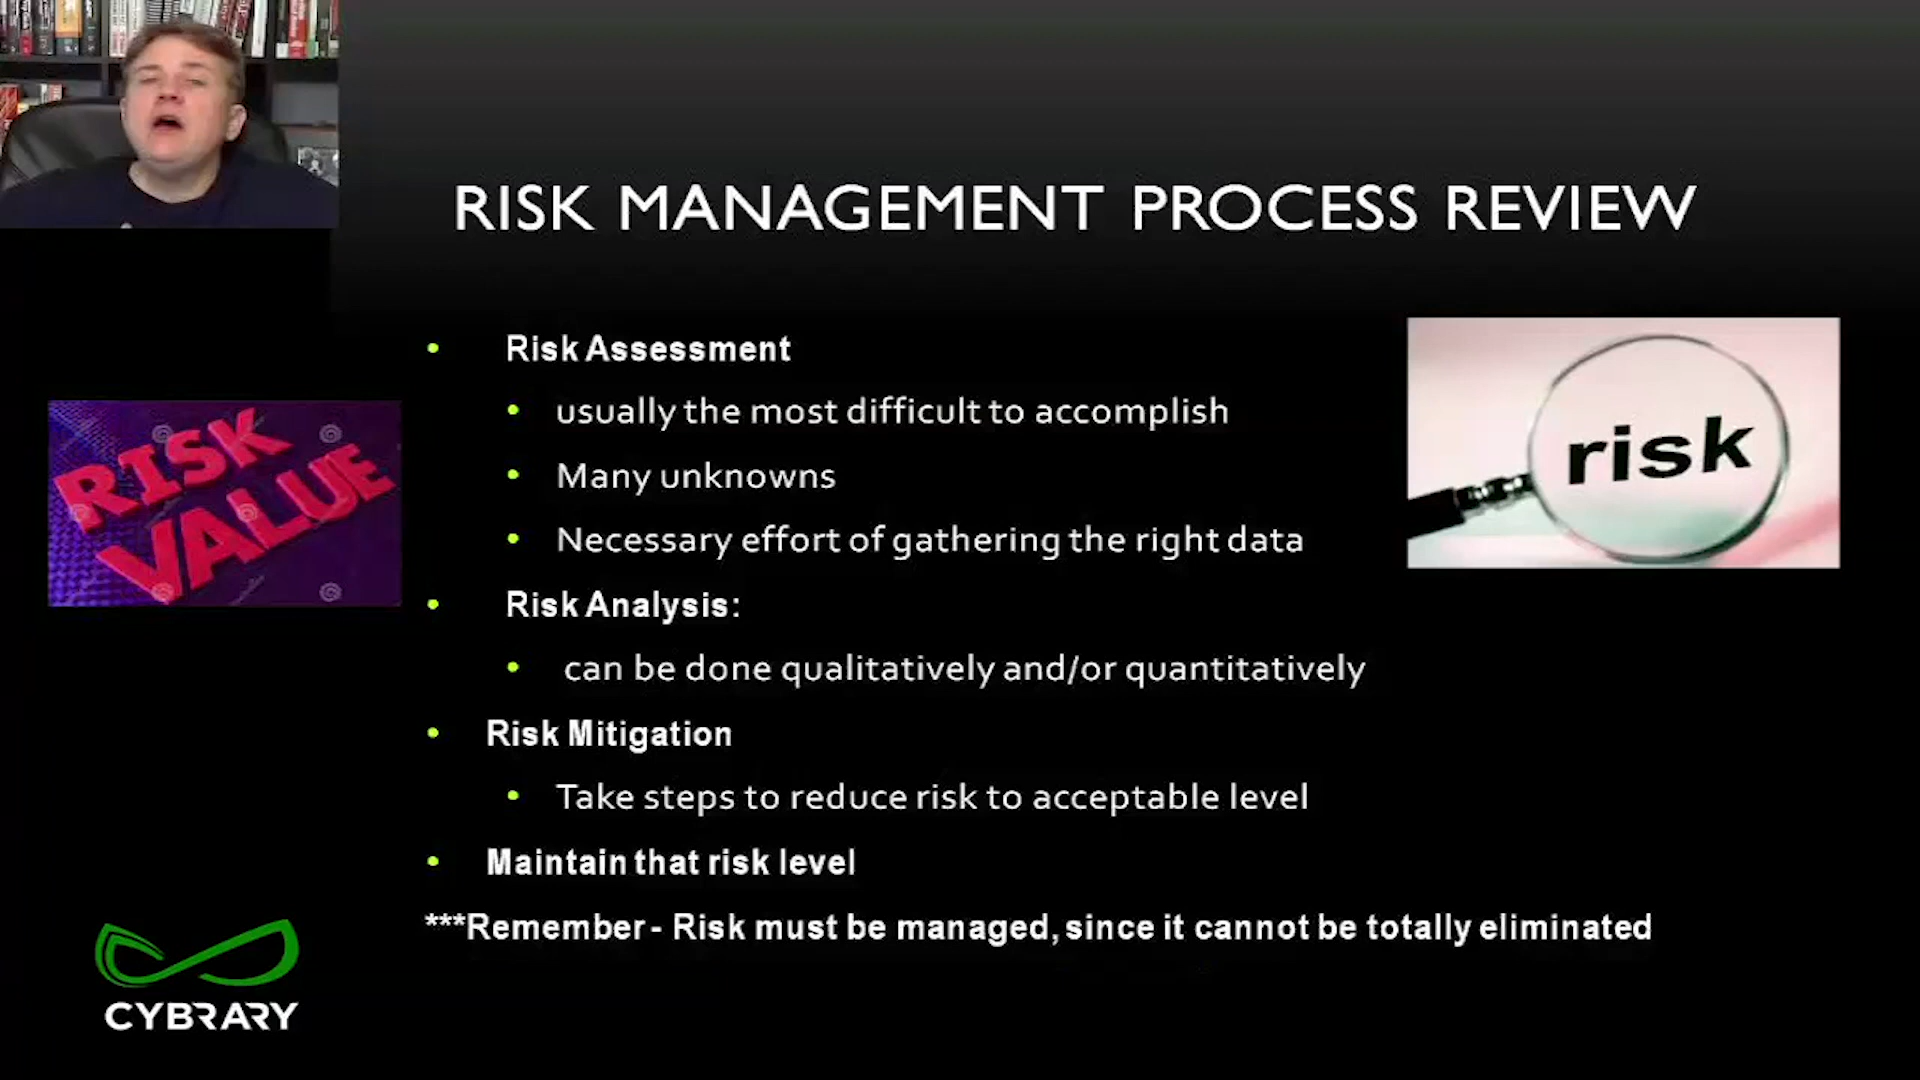 RISK MANAGEMENT PROCESS REVIEW
Risk Assessment
usually the most difficult to accomplish
Many unknowns
Necessary effort of gathering the right data
Risk Analysis:
can be done qualitatively and/or quantitatively
Risk Mitigation
Take steps to reduce risk to acceptable level
Maintain that risk level
***Remember - Risk must be managed, since it cannot be totally eliminated
RISK
VALUE
risk
CYBRARY